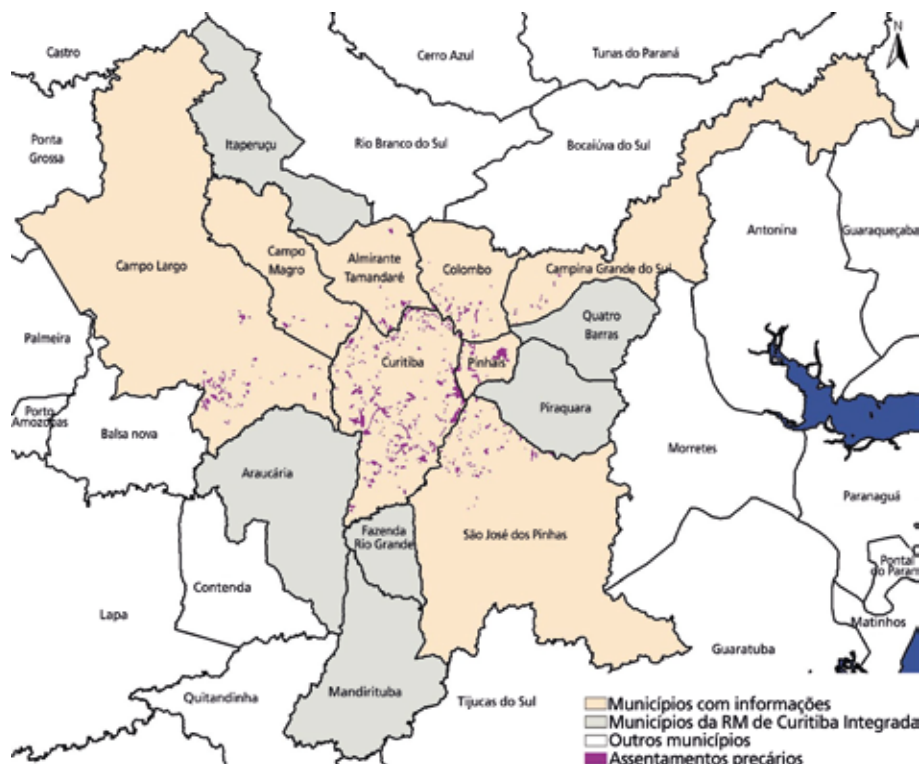 N
Castro
Cerro Azul
Tunas do Paraná
Ponta
Grossa
Itaperuçu
Rio Branco do Sul
Bocaiúva do Sul
Antonina
Guaraqueçaba
Campo
Magro
Almirante
Tamandaré
Colombo
Campina Grande do Sul
Campo Largo
Quatro
Barras
Palmeira
Curitiba
Pinhais
Piraquara
Porto
Amozonas
Balsa nova
Morretes
Araucária
Paranaguá
Fazenda
Rio Grande
São José dos Pinhas
Pontal
do Paraná
Contenda
Lapa
Matinhos
Guaratuba
Quitandinha
Mandirituba
Tijucas do Sul
Municípios com informações
Municípios da RM de Curitiba Integrada
Outros municípios
Assentamentos precários